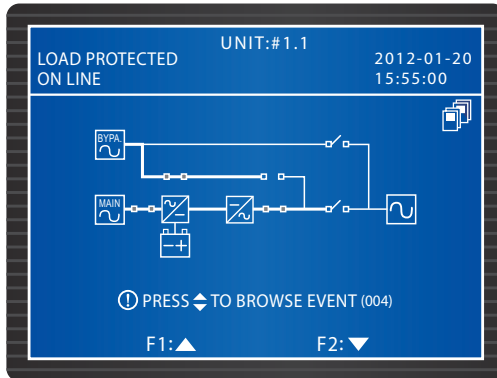 UNIT:#1.1
LOAD PROTECTED
2012-01-20
ON LINE
15:55:00
BYPA.
MAIN
PRESS TO BROWSE EVENT (004)
F1:
F2: